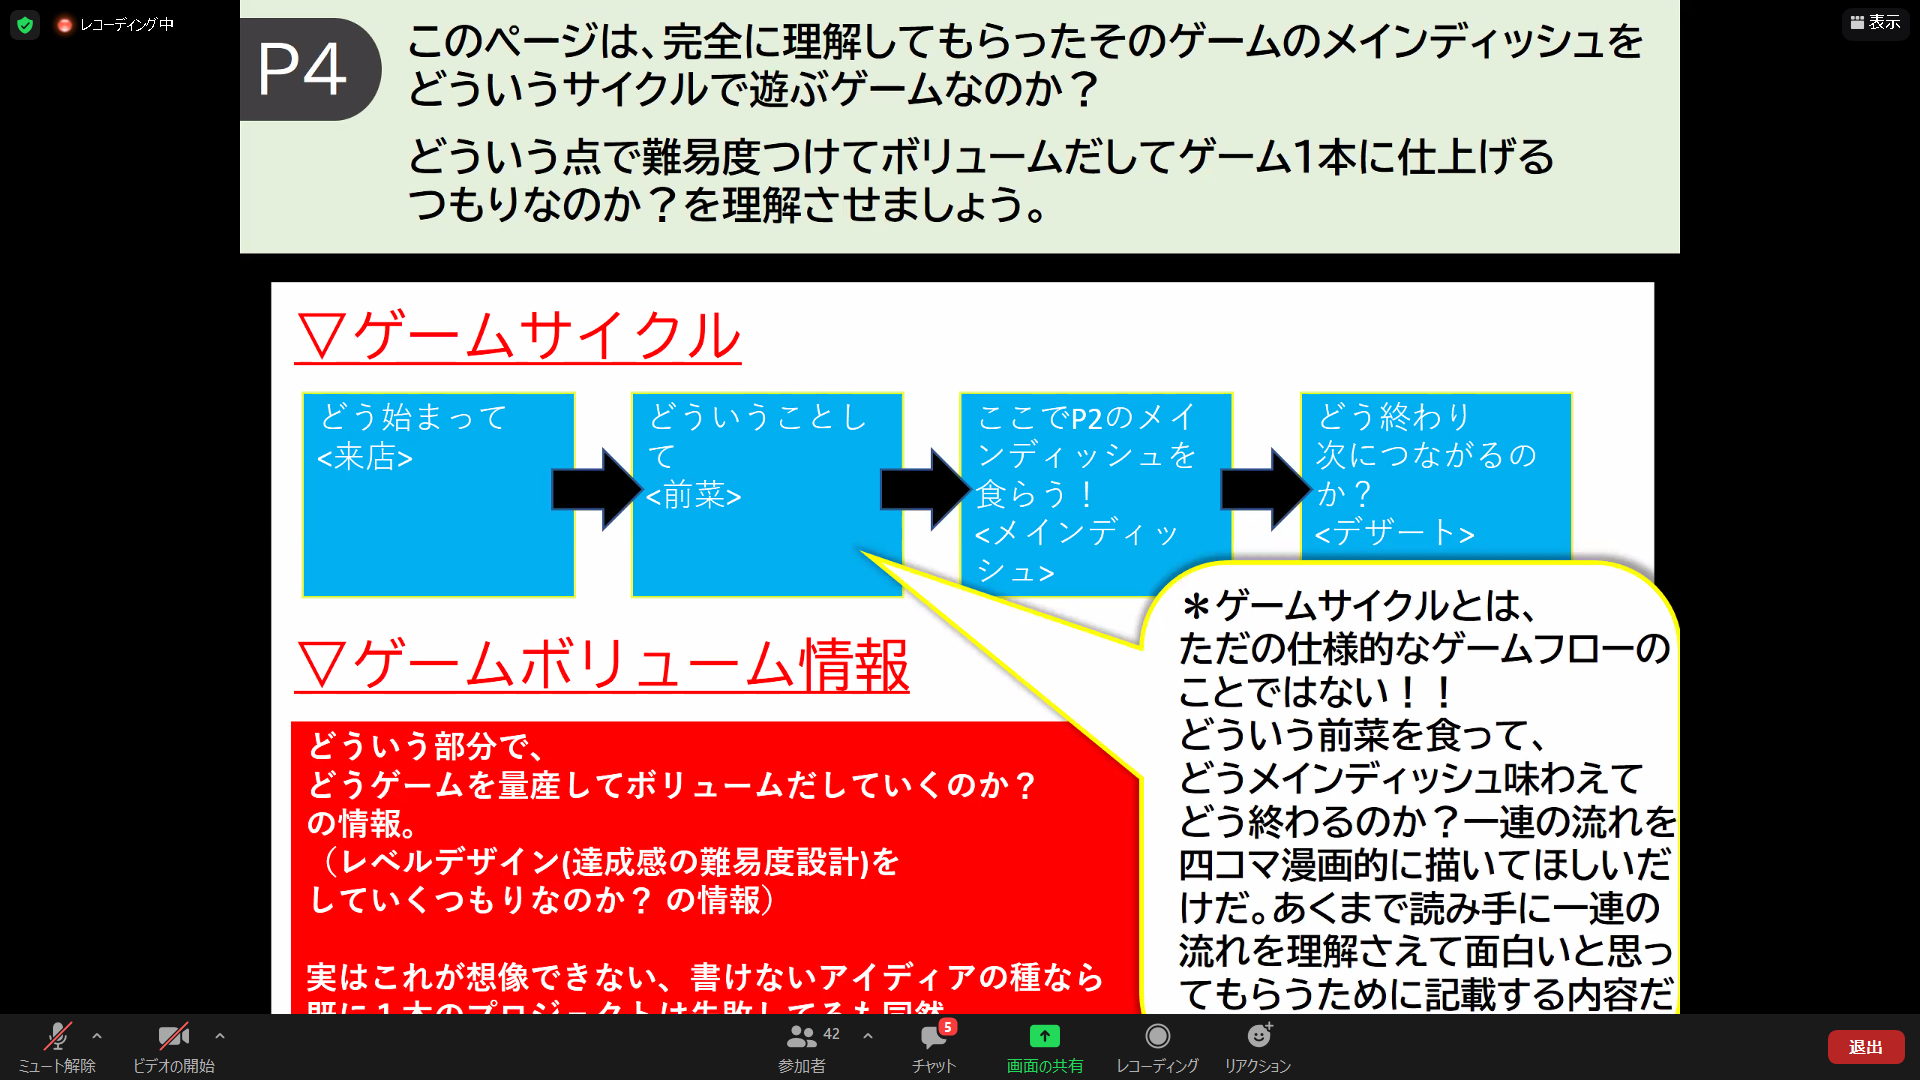 レコーディング中
表示
P4
このページは、完全に理解してもらったそのゲームのメインディッシュを
どういうサイクルで遊ぶゲームなのか？
どういう点で難易度つけてボリュームだしてゲーム1本に仕上げる
つもりなのか？を理解させましょう。
▽ゲームサイクル
どう始まって
<来店>
どういうことし
て
<前菜>
ここでP2のメイ
ンディッシュを
食らう！
<メインディッ
シュ>
どう終わり
次につながるの
か？
<デザート>
＊ゲームサイクルとは、
ただの仕様的なゲームフローの
ことではない！！
どういう前菜を食って、
どうメインディッシュ味わえて
どう終わるのか？一連の流れを
四コマ漫画的に描いてほしいだ
けだ。あくまで読み手に一連の
流れを理解さえて面白いと思っ
てもらうために記載する内容だ
▽ゲームボリューム情報
どういう部分で、
どうゲームを量産してボリュームだしていくのか？
の情報。
（レベルデザイン(達成感の難易度設計)を
していくつもりなのか？ の情報）
実はこれが想像できない、書けないアイディアの種なら
既に１本のプロジェクトは失敗してるも同然
ミュート解除
ビデオの開始
42
参加者
5
チャット
画面の共有
レコーディング
リアクション
退出